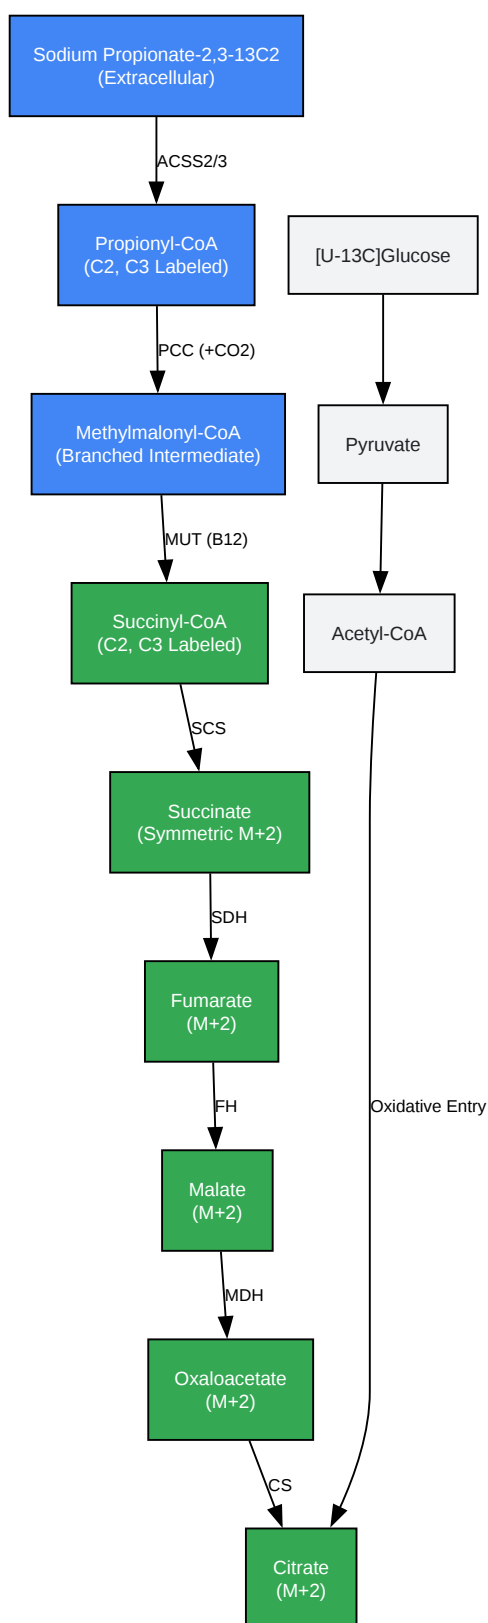 Sodium Propionate-2,3-13C2
(Extracellular)
ACSS2/3
Propionyl-CoA
(C2, C3 Labeled)
[U-13C]Glucose
PCC (+CO2)
Methylmalonyl-CoA
(Branched Intermediate)
Pyruvate
MUT (B12)
Succinyl-CoA
(C2, C3 Labeled)
Acetyl-CoA
SCS
Succinate
(Symmetric M+2)
SDH
Fumarate
(M+2)
FH
Oxidative Entry
Malate
(M+2)
MDH
Oxaloacetate
(M+2)
CS
Citrate
(M+2)